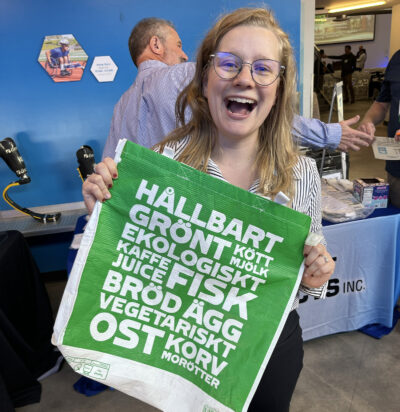 HÅLLBART
GRÖNT KÖTT
MJÖLK
EKOLOGISKT
KAFFE
JUICE FISK
BRÖD ÄGG
VEGETARISKT
OST KORV
MORÖTTER
INC.